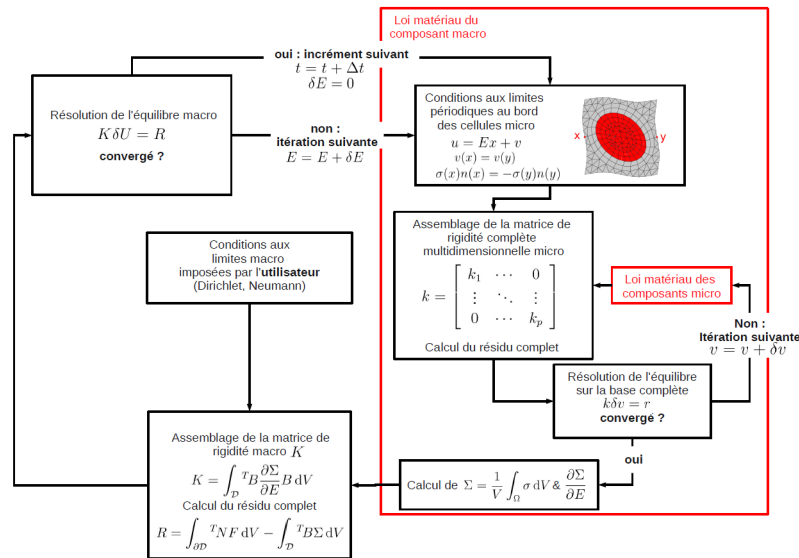 Loi matériau du
composant macro
oui : incrément suivant
t = t + Δt
δE = 0
Résolution de l'équilibre macro
KδU = R
convergé ?
non :
itération suivante
E = E + δE
Conditions aux limites
périodiques au bord
des cellules micro
u = Ex + v
v(x) = v(y)
σ(x)n(x) = −σ(y)n(y)
x
y
Assemblage de la matrice de
rigidité complète
multidimensionnelle micro
k = [ k₁ ⋯ 0
⋮ ⋱ ⋮
0 ⋯ kₚ ]
Calcul du résidu complet
Loi matériau des
composants micro
Non :
Itération suivante
v = v + δv
Conditions aux
limites macro
imposées par l'utilisateur
(Dirichlet, Neumann)
Résolution de l'équilibre
sur la base complète
kδv = r
convergé ?
oui
Calcul de Σ = 1/V ∫_Ω σ dV & ∂Σ/∂E
Assemblage de la matrice de
rigidité macro K
K = ∫_𝒟 ᵀB ∂Σ/∂E B dV
Calcul du résidu complet
R = ∫_∂𝒟 ᵀNF dV − ∫_𝒟 ᵀBΣ dV